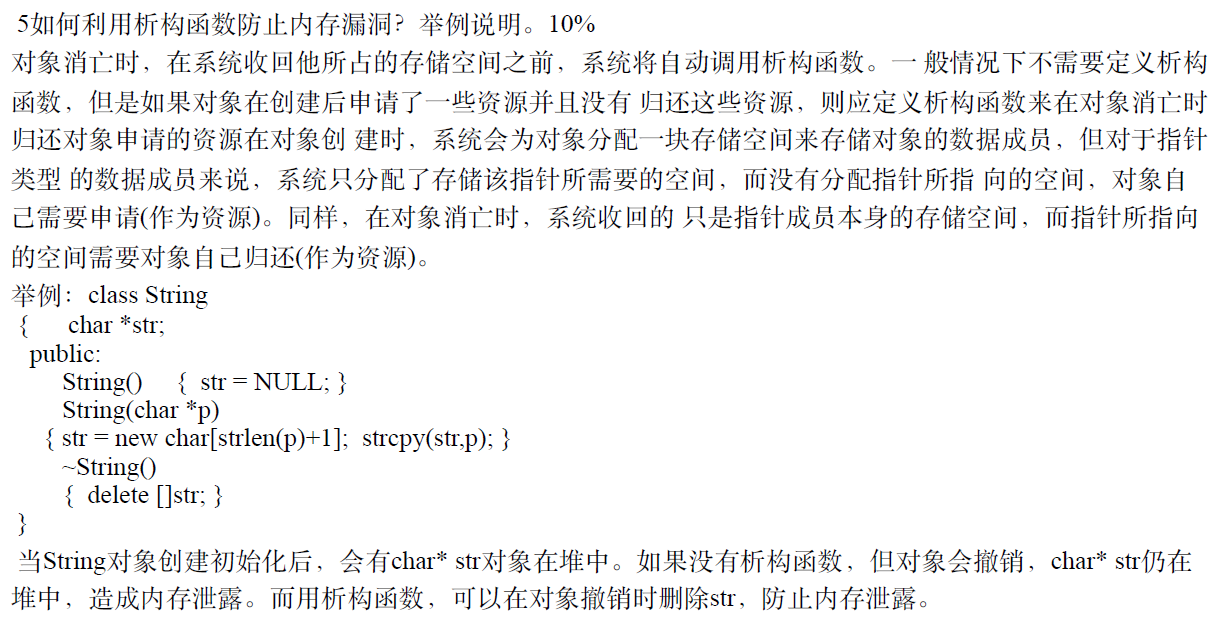 5如何利用析构函数防止内存漏洞？举例说明。10%
对象消亡时，在系统收回他所占的存储空间之前，系统将自动调用析构函数。一 般情况下不需要定义析构
函数，但是如果对象在创建后申请了一些资源并且没有 归还这些资源，则应定义析构函数来在对象消亡时
归还对象申请的资源在对象创 建时，系统会为对象分配一块存储空间来存储对象的数据成员，但对于指针
类型 的数据成员来说，系统只分配了存储该指针所需要的空间，而没有分配指针所指 向的空间，对象自
己需要申请(作为资源)。同样，在对象消亡时，系统收回的 只是指针成员本身的存储空间，而指针所指向
的空间需要对象自己归还(作为资源)。
举例：class String
{ char *str;
public:
String() { str = NULL; }
String(char *p)
{ str = new char[strlen(p)+1]; strcpy(str,p); }
~String()
{ delete []str; }
}
当String对象创建初始化后，会有char* str对象在堆中。如果没有析构函数，但对象会撤销，char* str仍在
堆中，造成内存泄露。而用析构函数，可以在对象撤销时删除str，防止内存泄露。